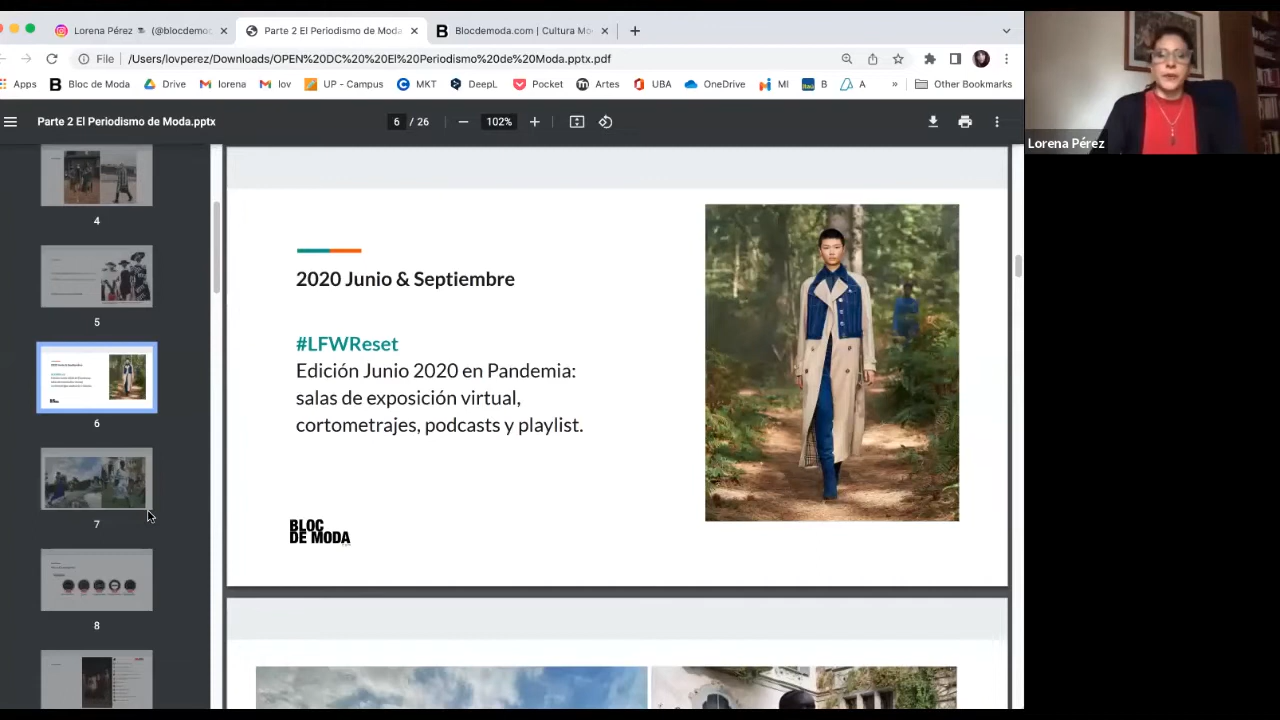 Lorena Pérez
(@blocdemo
Parte 2 El Periodismo de Moda
Blocdemoda.com | Cultura Mo
File
/Users/lovperez/Downloads/OPEN%20DC%20%20El%20Periodismo%20de%20Moda.pptx.pdf
Apps
Bloc de Moda
Drive
lorena
lov
UP - Campus
MKT
DeepL
Pocket
Artes
UBA
OneDrive
MI
B
A
»
Other Bookmarks
Parte 2 El Periodismo de Moda.pptx
6 / 26
102%
Lorena Pérez
4
5
6
7
8
2020 Junio & Septiembre
#LFWReset
Edición Junio 2020 en Pandemia:
salas de exposición virtual,
cortometrajes, podcasts y playlist.
BLOC
DE MODA